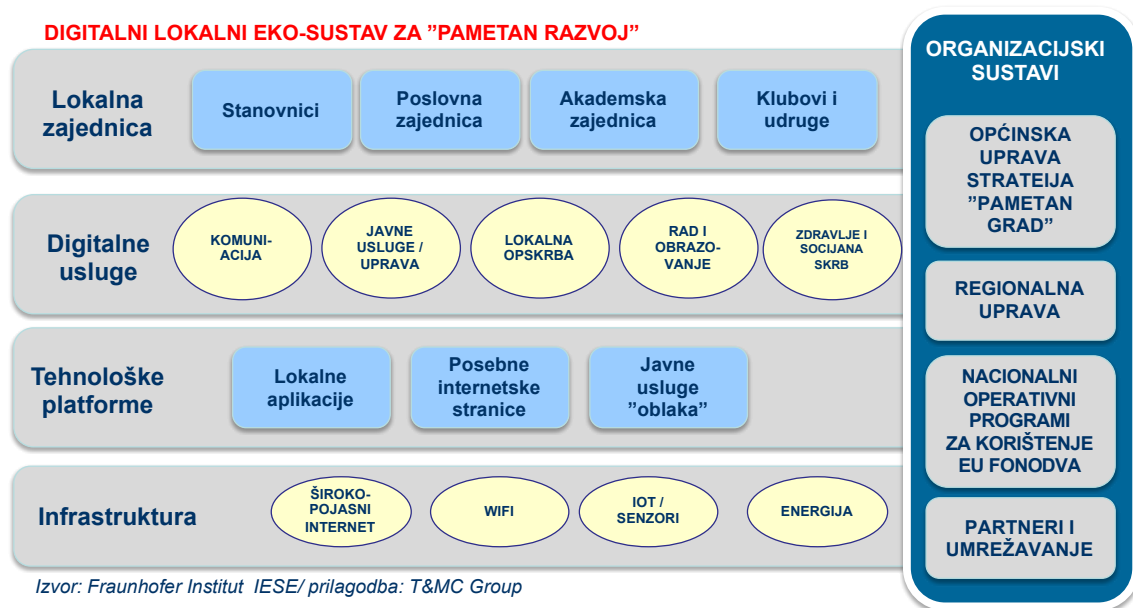 DIGITALNI LOKALNI EKO-SUSTAV ZA ”PAMETAN RAZVOJ”
Lokalna
zajednica
Stanovnici
Poslovna
zajednica
Akademska
zajednica
Klubovi i
udruge
Digitalne
usluge
KOMUNI-
ACIJA
JAVNE
USLUGE /
UPRAVA
LOKALNA
OPSKRBA
RAD I
OBRAZO-
VANJE
ZDRAVLJE I
SOCIJANA
SKRB
Tehnološke
platforme
Lokalne
aplikacije
Posebne
internetske
stranice
Javne
usluge
”oblaka”
Infrastruktura
ŠIROKO-
POJASNI
INTERNET
WIFI
IOT /
SENZORI
ENERGIJA
ORGANIZACIJSKI
SUSTAVI
OPĆINSKA
UPRAVA
STRATEIJA
”PAMETAN
GRAD”
REGIONALNA
UPRAVA
NACIONALNI
OPERATIVNI
PROGRAMI
ZA KORIŠTENJE
EU FONODVA
PARTNERI I
UMREŽAVANJE
Izvor: Fraunhofer Institut IESE/ prilagodba: T&MC Group